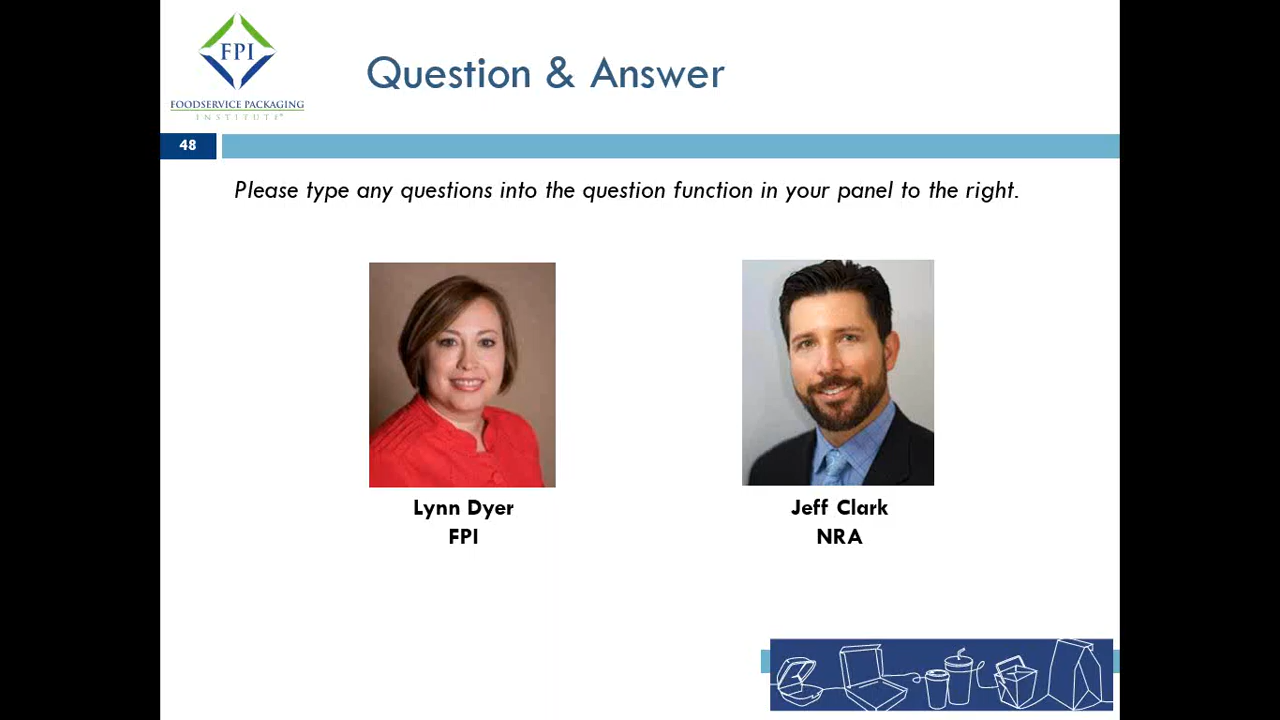 FPI
FOODSERVICE PACKAGING
INSTITUTE®
Question & Answer
48
Please type any questions into the question function in your panel to the right.
Lynn Dyer
FPI
Jeff Clark
NRA